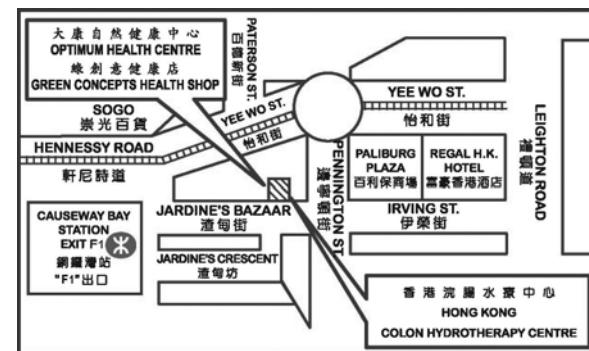 大康自然健康中心
OPTIMUM HEALTH CENTRE
綠創意健康店
GREEN CONCEPTS HEALTH SHOP
PATERSON ST.
百德新街
SOGO
崇光百貨
YEE WO ST.
怡和街
YEE WO ST.
怡和街
HENNESSY ROAD
軒尼詩道
PENNINGTON ST.
邊寧頓街
PALIBURG
PLAZA
百利保商場
REGAL H.K.
HOTEL
富豪香港酒店
LEIGHTON ROAD
禮頓道
JARDINE'S BAZAAR
渣甸街
IRVING ST.
伊榮街
CAUSEWAY BAY
STATION
EXIT F1
銅鑼灣站
"F1"出口
JARDINE'S CRESCENT
渣甸坊
香港浣腸水療中心
HONG KONG
COLON HYDROTHERAPY CENTRE